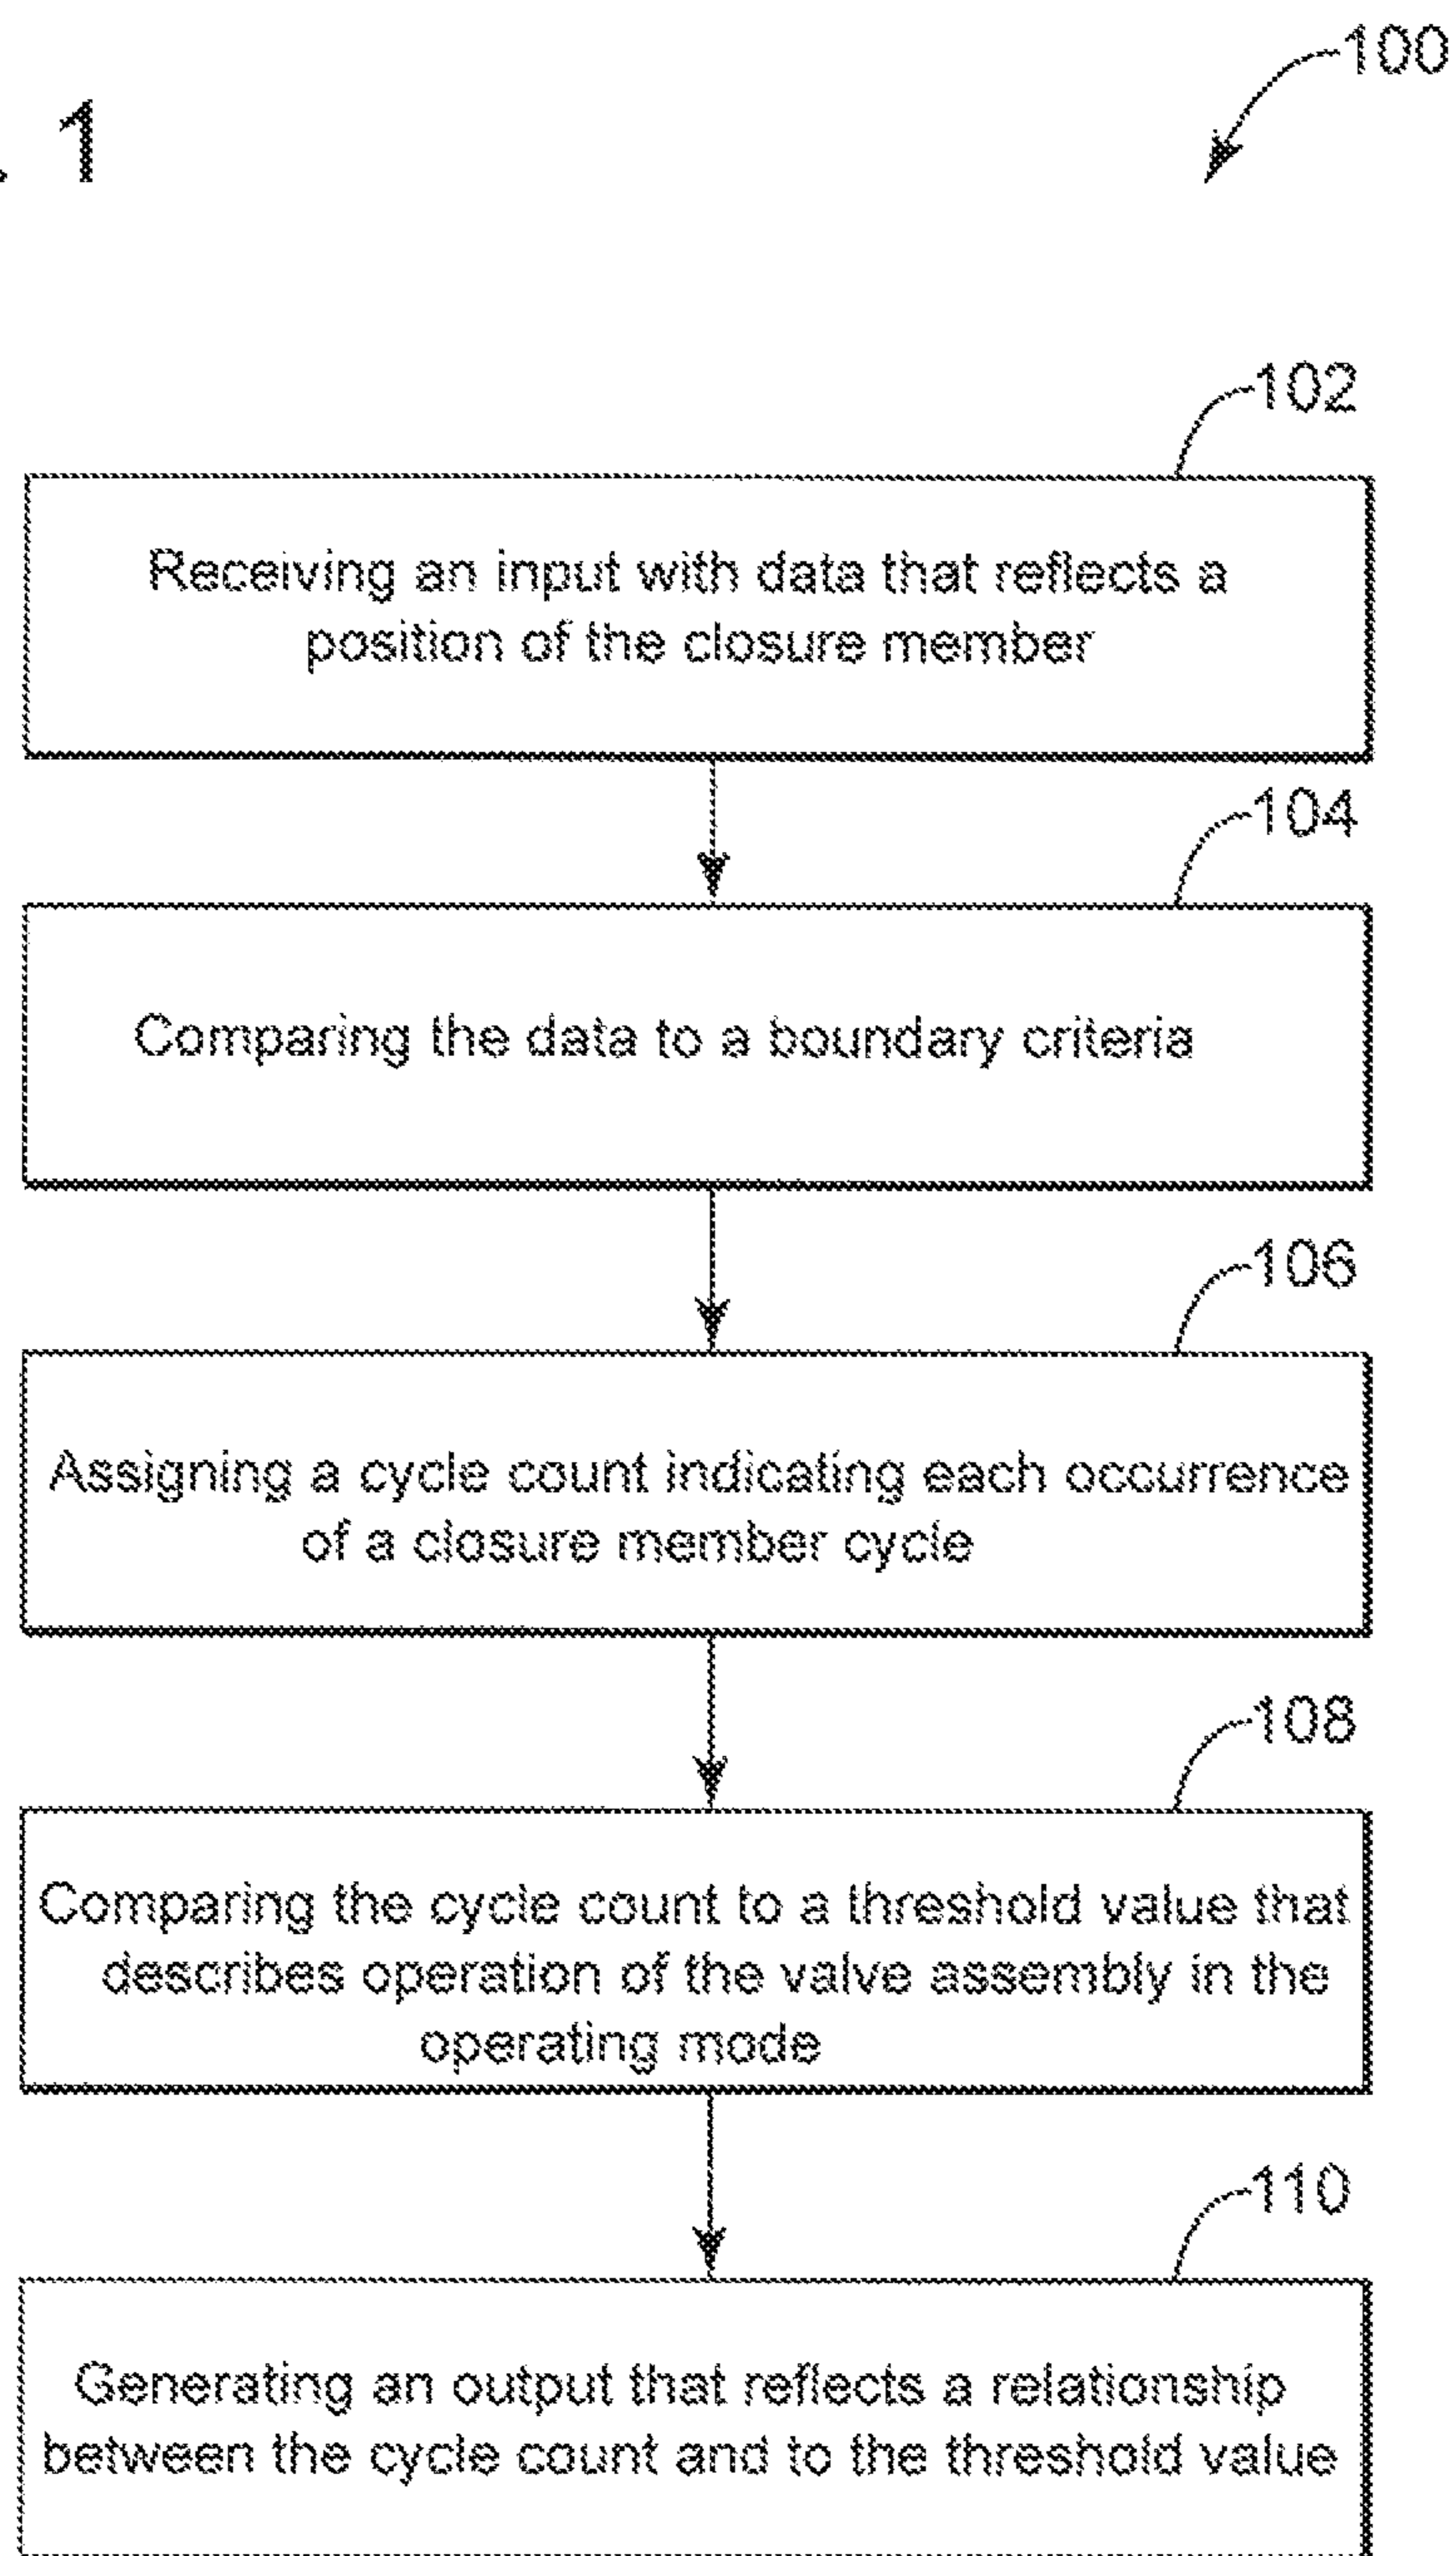 . 1
100
102
Receiving an input with data that reflects a
position of the closure member
104
Comparing the data to a boundary criteria
106
Assigning a cycle count indicating each occurrence
of a closure member cycle
108
Comparing the cycle count to a threshold value that
describes operation of the valve assembly in the
operating mode
110
Generating an output that reflects a relationship
between the cycle count and to the threshold value